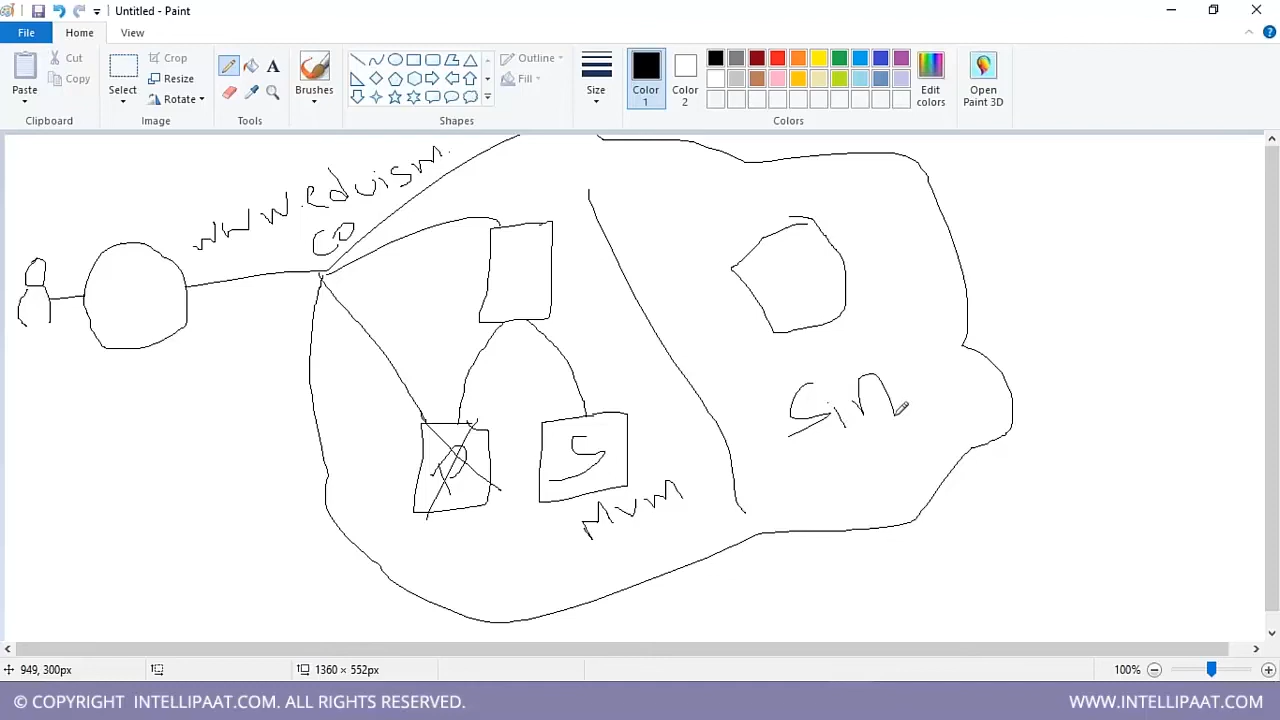 Untitled - Paint
File Home View
Paste
Cut
Copy
Clipboard
Select
Crop
Resize
Rotate
Image
Tools
Brushes
Shapes
Outline
Fill
Size
Color 1
Color 2
Edit colors
Colors
Open Paint 3D
www.eduism.
CO
P
S
MVM
Sin
949, 300px
1360 × 552px
100%
© COPYRIGHT INTELLIPAAT.COM. ALL RIGHTS RESERVED.
WWW.INTELLIPAAT.COM